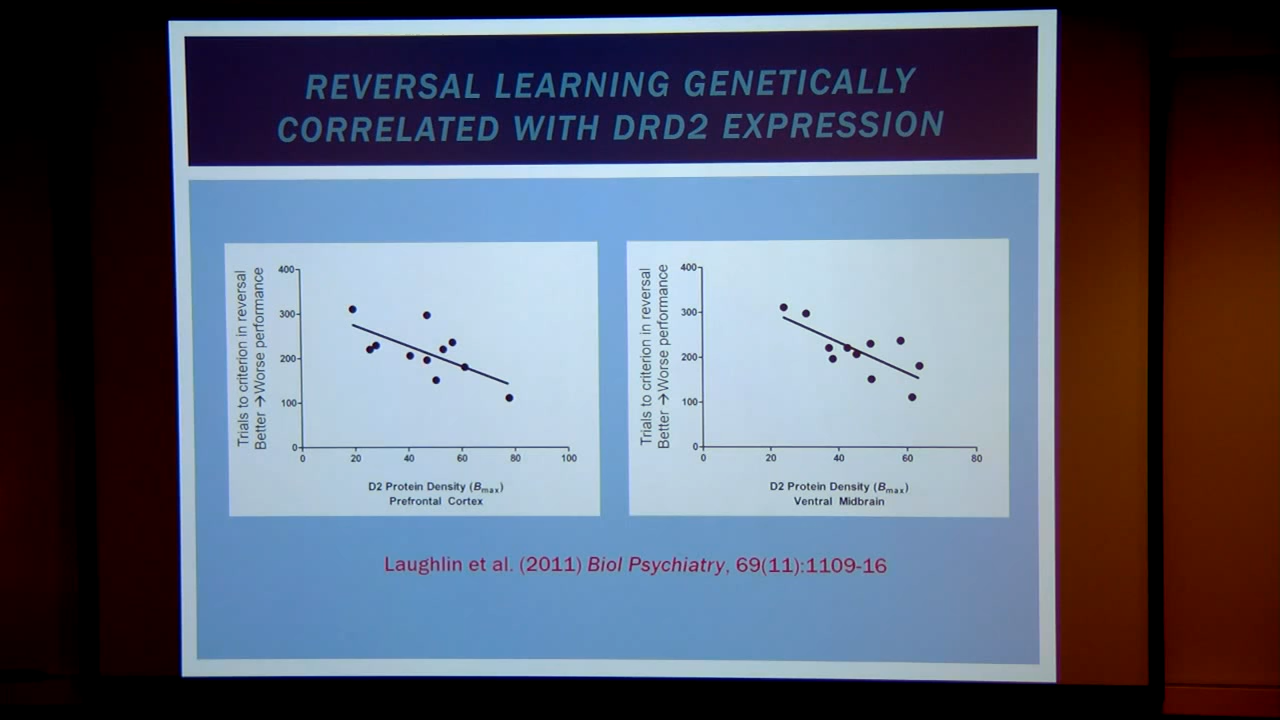 REVERSAL LEARNING GENETICALLY
CORRELATED WITH DRD2 EXPRESSION
Trials to criterion in reversal
Better → Worse performance
400
300
200
100
0
0 20 40 60 80 100
D2 Protein Density (Bmax)
Prefrontal Cortex
Trials to criterion in reversal
Better → Worse performance
400
300
200
100
0
0 20 40 60 80
D2 Protein Density (Bmax)
Ventral Midbrain
Laughlin et al. (2011) Biol Psychiatry, 69(11):1109-16